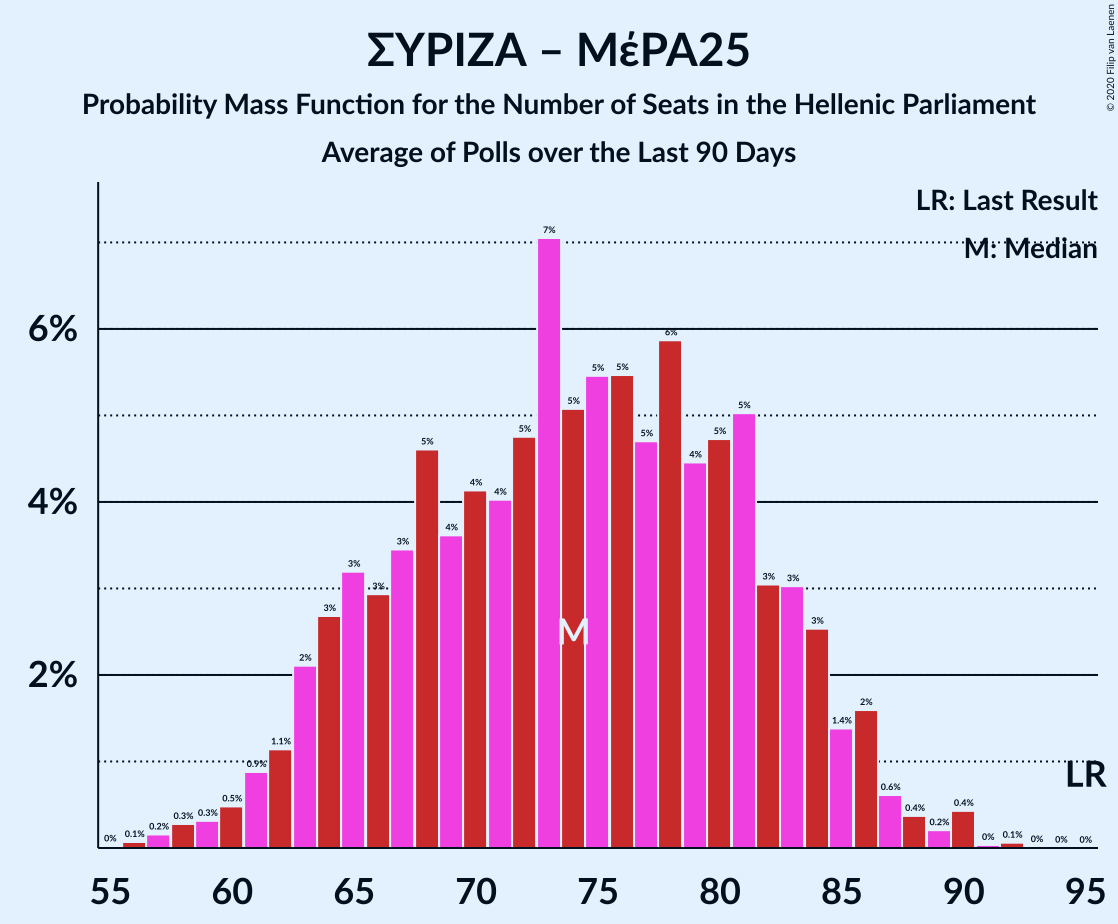 ΣΥΡΙΖΑ – ΜέΡΑ25
Probability Mass Function for the Number of Seats in the Hellenic Parliament
Average of Polls over the Last 90 Days
© 2020 Filip van Laenen
LR: Last Result
M: Median
6%
4%
2%
0% 0.1% 0.2% 0.3% 0.3% 0.5% 0.9% 1.1% 2% 3% 3% 3% 3% 5% 4% 4% 4% 5% 7% 5% 5% 5% 5% 6% 4% 5% 5% 3% 3% 3% 1.4% 2% 0.6% 0.4% 0.2% 0.4% 0% 0.1% 0% 0% 0%
M
LR
55 60 65 70 75 80 85 90 95